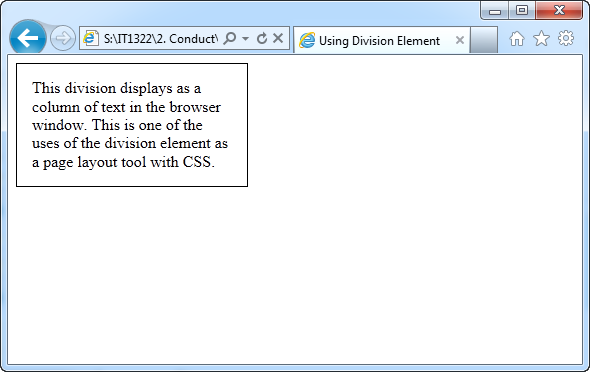 S:\IT1322\2. Conduct\
Using Division Element
This division displays as a
column of text in the browser
window. This is one of the
uses of the division element as
a page layout tool with CSS.